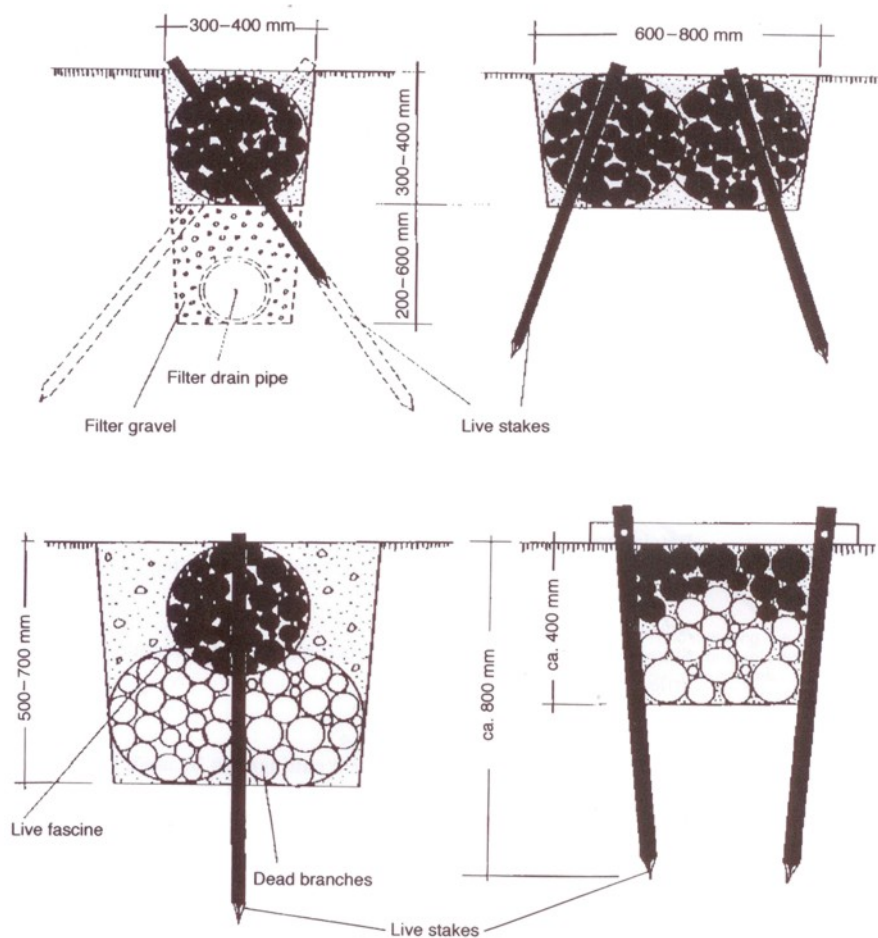 300–400 mm
600–800 mm
300–400 mm
200–600 mm
Filter drain pipe
Filter gravel
Live stakes
500–700 mm
ca. 800 mm
ca. 400 mm
Live fascine
Dead branches
Live stakes